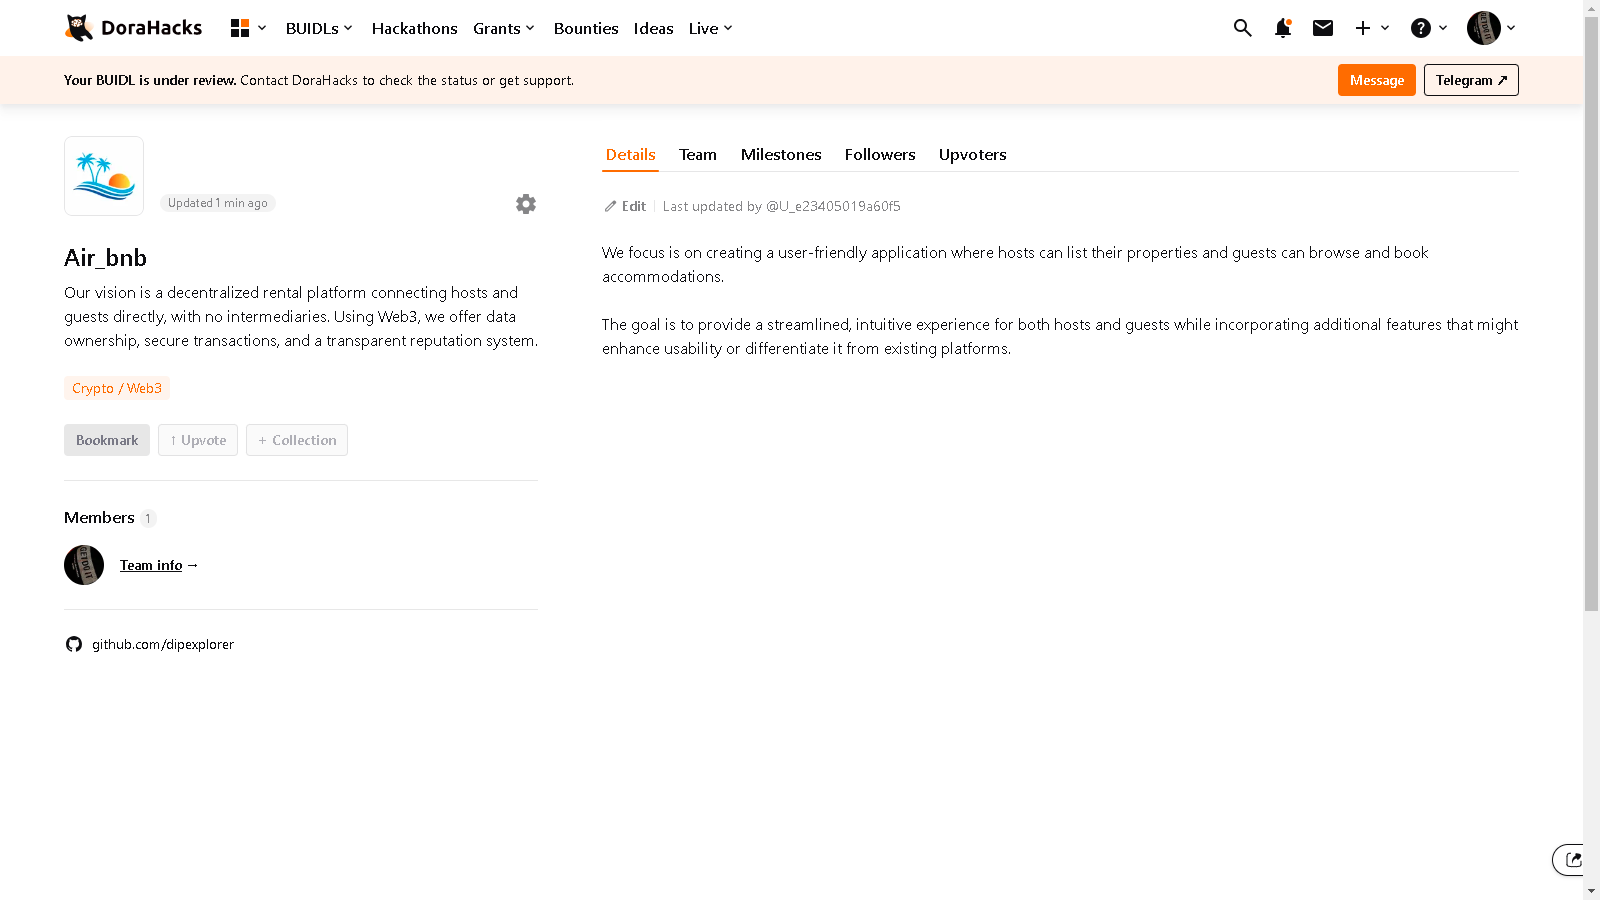 DoraHacks
BUIDLs
Hackathons
Grants
Bounties
Ideas
Live
Your BUIDL is under review. Contact DoraHacks to check the status or get support.
Message
Telegram ↗
Updated 1 min ago
Air_bnb
Our vision is a decentralized rental platform connecting hosts and
guests directly, with no intermediaries. Using Web3, we offer data
ownership, secure transactions, and a transparent reputation system.
Crypto / Web3
Bookmark
↑ Upvote
+ Collection
Members 1
Team info →
github.com/dipexplorer
Details
Team
Milestones
Followers
Upvoters
Edit
Last updated by @U_e23405019a60f5
We focus is on creating a user-friendly application where hosts can list their properties and guests can browse and book
accommodations.
The goal is to provide a streamlined, intuitive experience for both hosts and guests while incorporating additional features that might
enhance usability or differentiate it from existing platforms.